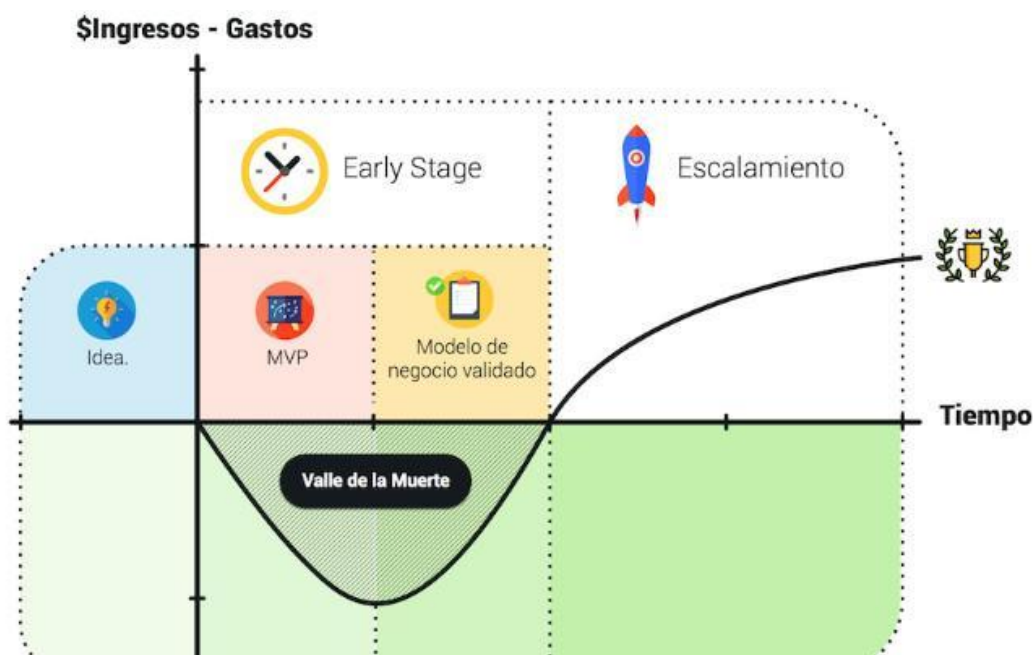 $Ingresos - Gastos
Early Stage
Escalamiento
Idea.
MVP
Modelo de
negocio validado
Tiempo
Valle de la Muerte